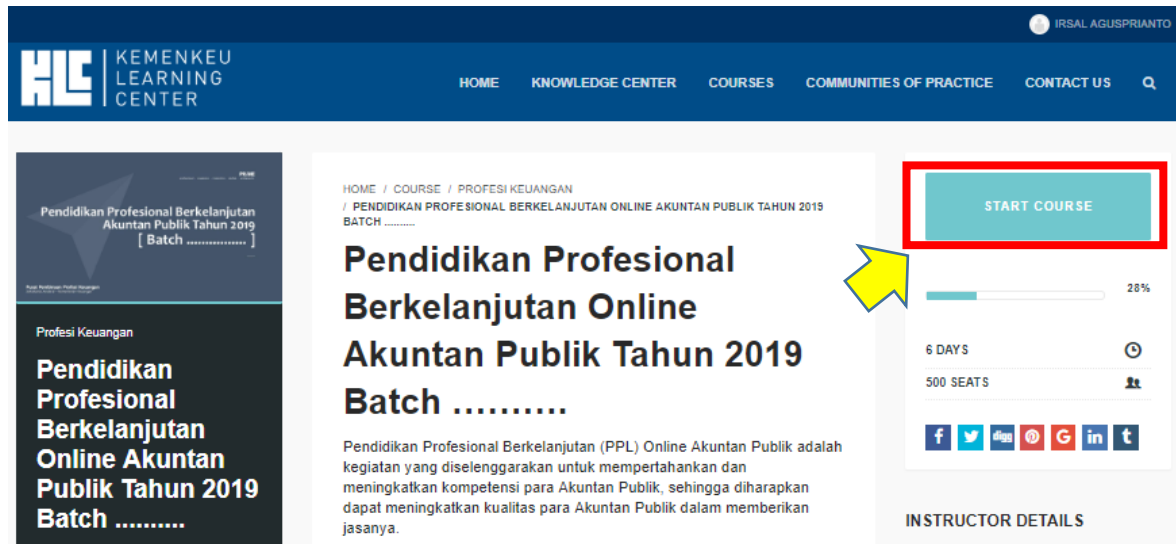 IRSAL AGUSPRIANTO
KLC
KEMENKEU
LEARNING
CENTER
HOME KNOWLEDGE CENTER COURSES COMMUNITIES OF PRACTICE CONTACT US
Pendidikan Profesional Berkelanjutan
Akuntan Publik Tahun 2019
[ Batch ................ ]
Profesi Keuangan
Pendidikan
Profesional
Berkelanjutan
Online Akuntan
Publik Tahun 2019
Batch ..........
HOME / COURSE / PROFESI KEUANGAN
/ PENDIDIKAN PROFESIONAL BERKELANJUTAN ONLINE AKUNTAN PUBLIK TAHUN 2019
BATCH ..........
Pendidikan Profesional
Berkelanjutan Online
Akuntan Publik Tahun 2019
Batch ..........
Pendidikan Profesional Berkelanjutan (PPL) Online Akuntan Publik adalah
kegiatan yang diselenggarakan untuk mempertahankan dan
meningkatkan kompetensi para Akuntan Publik, sehingga diharapkan
dapat meningkatkan kualitas para Akuntan Publik dalam memberikan
jasanya.
START COURSE
28%
6 DAYS
500 SEATS
f digg G in t
INSTRUCTOR DETAILS